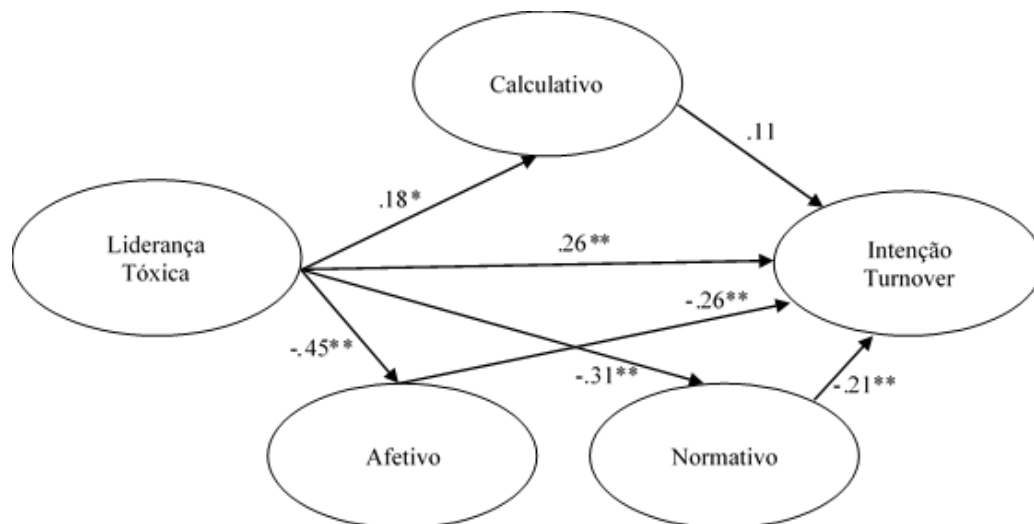 Calculativo
.11
.18*
Liderança
Tóxica
.26**
Intenção
Turnover
-.26**
-.45**
-.31**
-.21**
Afetivo
Normativo